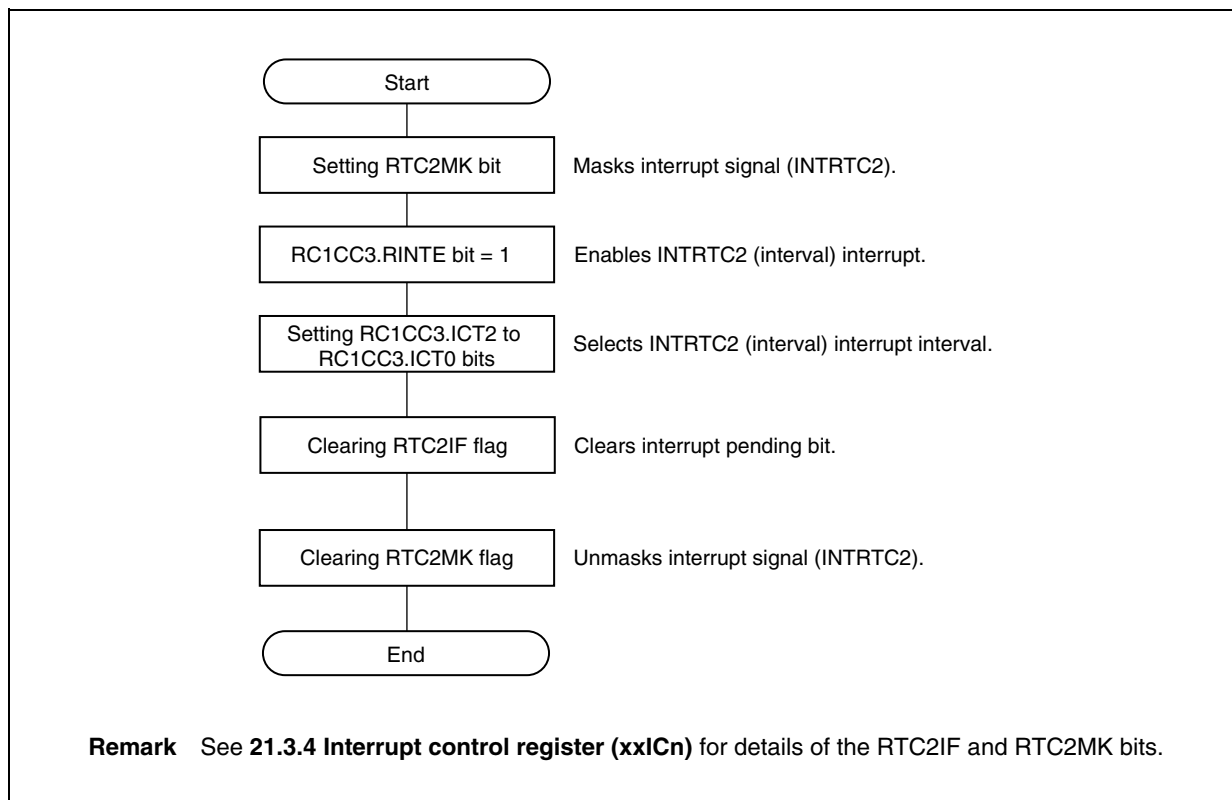 Start
Setting RTC2MK bit
Masks interrupt signal (INTRTC2).
RC1CC3.RINTE bit = 1
Enables INTRTC2 (interval) interrupt.
Setting RC1CC3.ICT2 to
RC1CC3.ICT0 bits
Selects INTRTC2 (interval) interrupt interval.
Clearing RTC2IF flag
Clears interrupt pending bit.
Clearing RTC2MK flag
Unmasks interrupt signal (INTRTC2).
End
Remark See 21.3.4 Interrupt control register (xxICn) for details of the RTC2IF and RTC2MK bits.